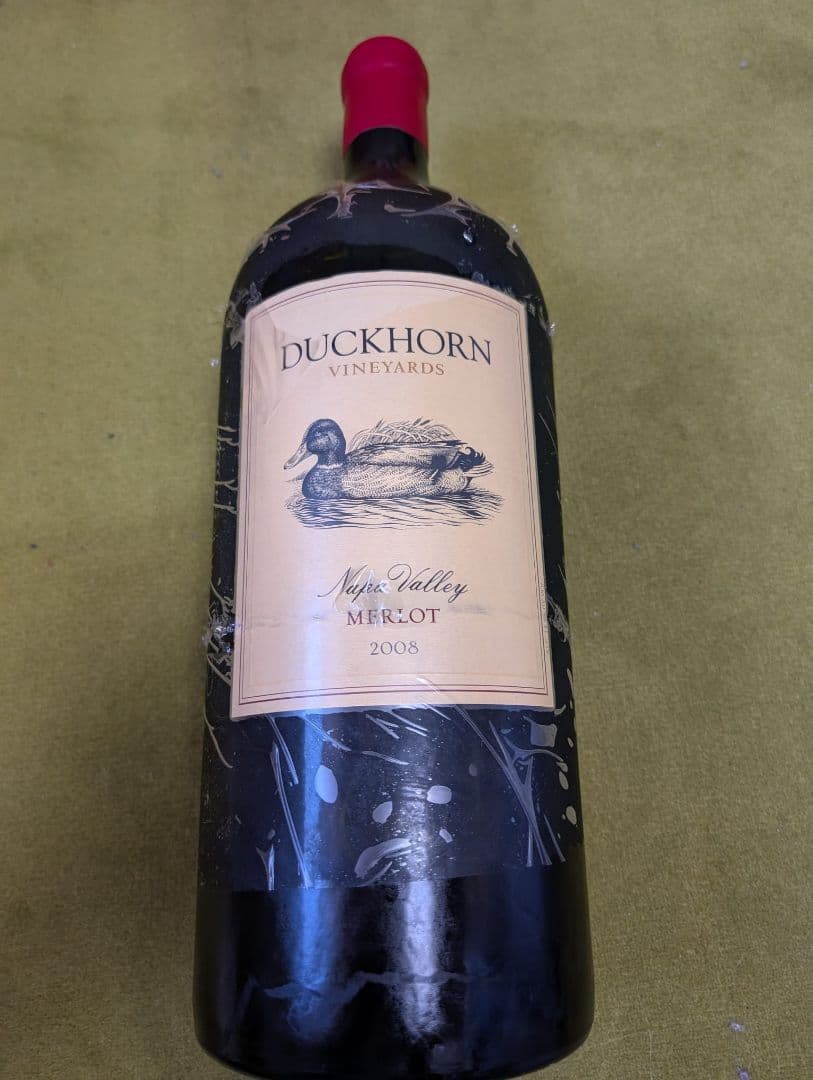 DUCKHORN
VINEYARDS
Napa Valley
MERLOT
2008